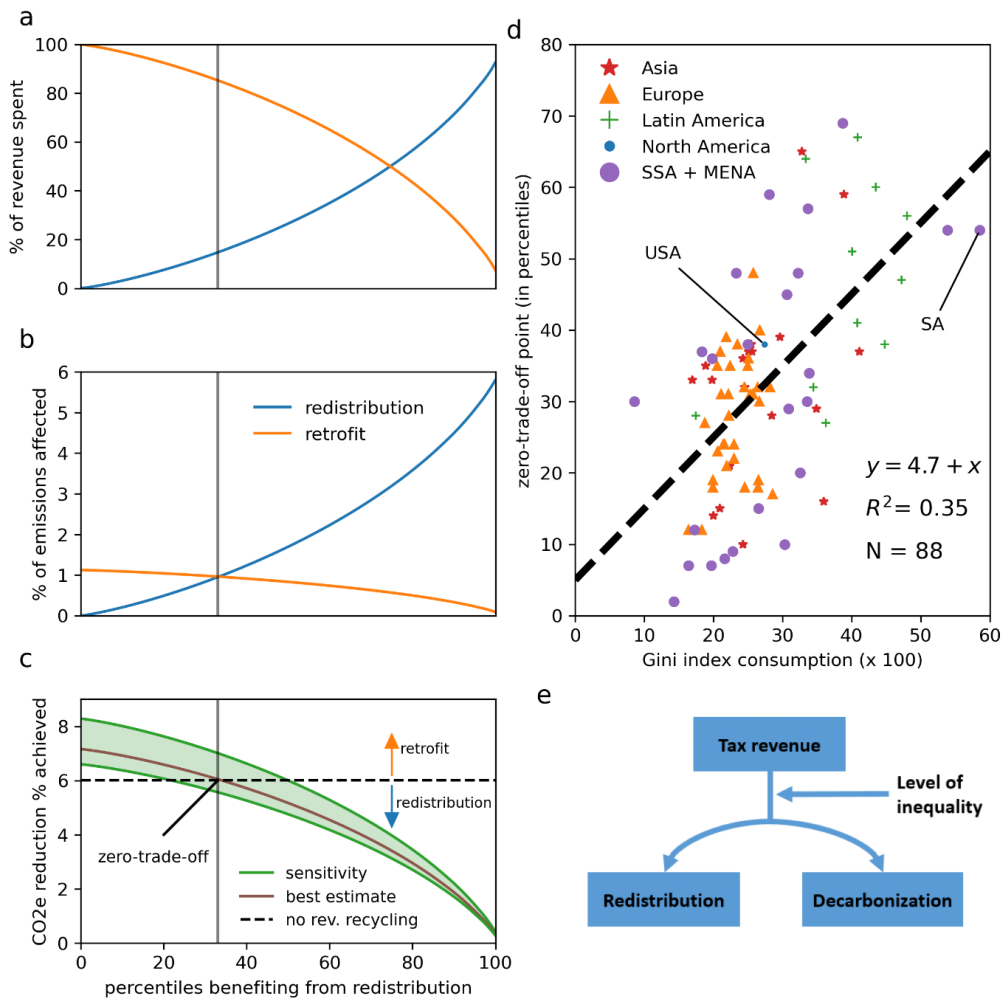 a
100
80
60
40
20
0
% of revenue spent
b
6
5
4
3
2
1
0
% of emissions affected
redistribution
retrofit
c
8
6
4
2
0
CO2e reduction % achieved
retrofit
redistribution
zero-trade-off
sensitivity
best estimate
no rev. recycling
0 20 40 60 80 100
percentiles benefiting from redistribution
d
80
70
60
50
40
30
20
10
0
zero-trade-off point (in percentiles)
Asia
Europe
Latin America
North America
SSA + MENA
USA
SA
y = 4.7 + x
R² = 0.35
N = 88
0 10 20 30 40 50 60
Gini index consumption (x 100)
e
Tax revenue
Level of
inequality
Redistribution
Decarbonization